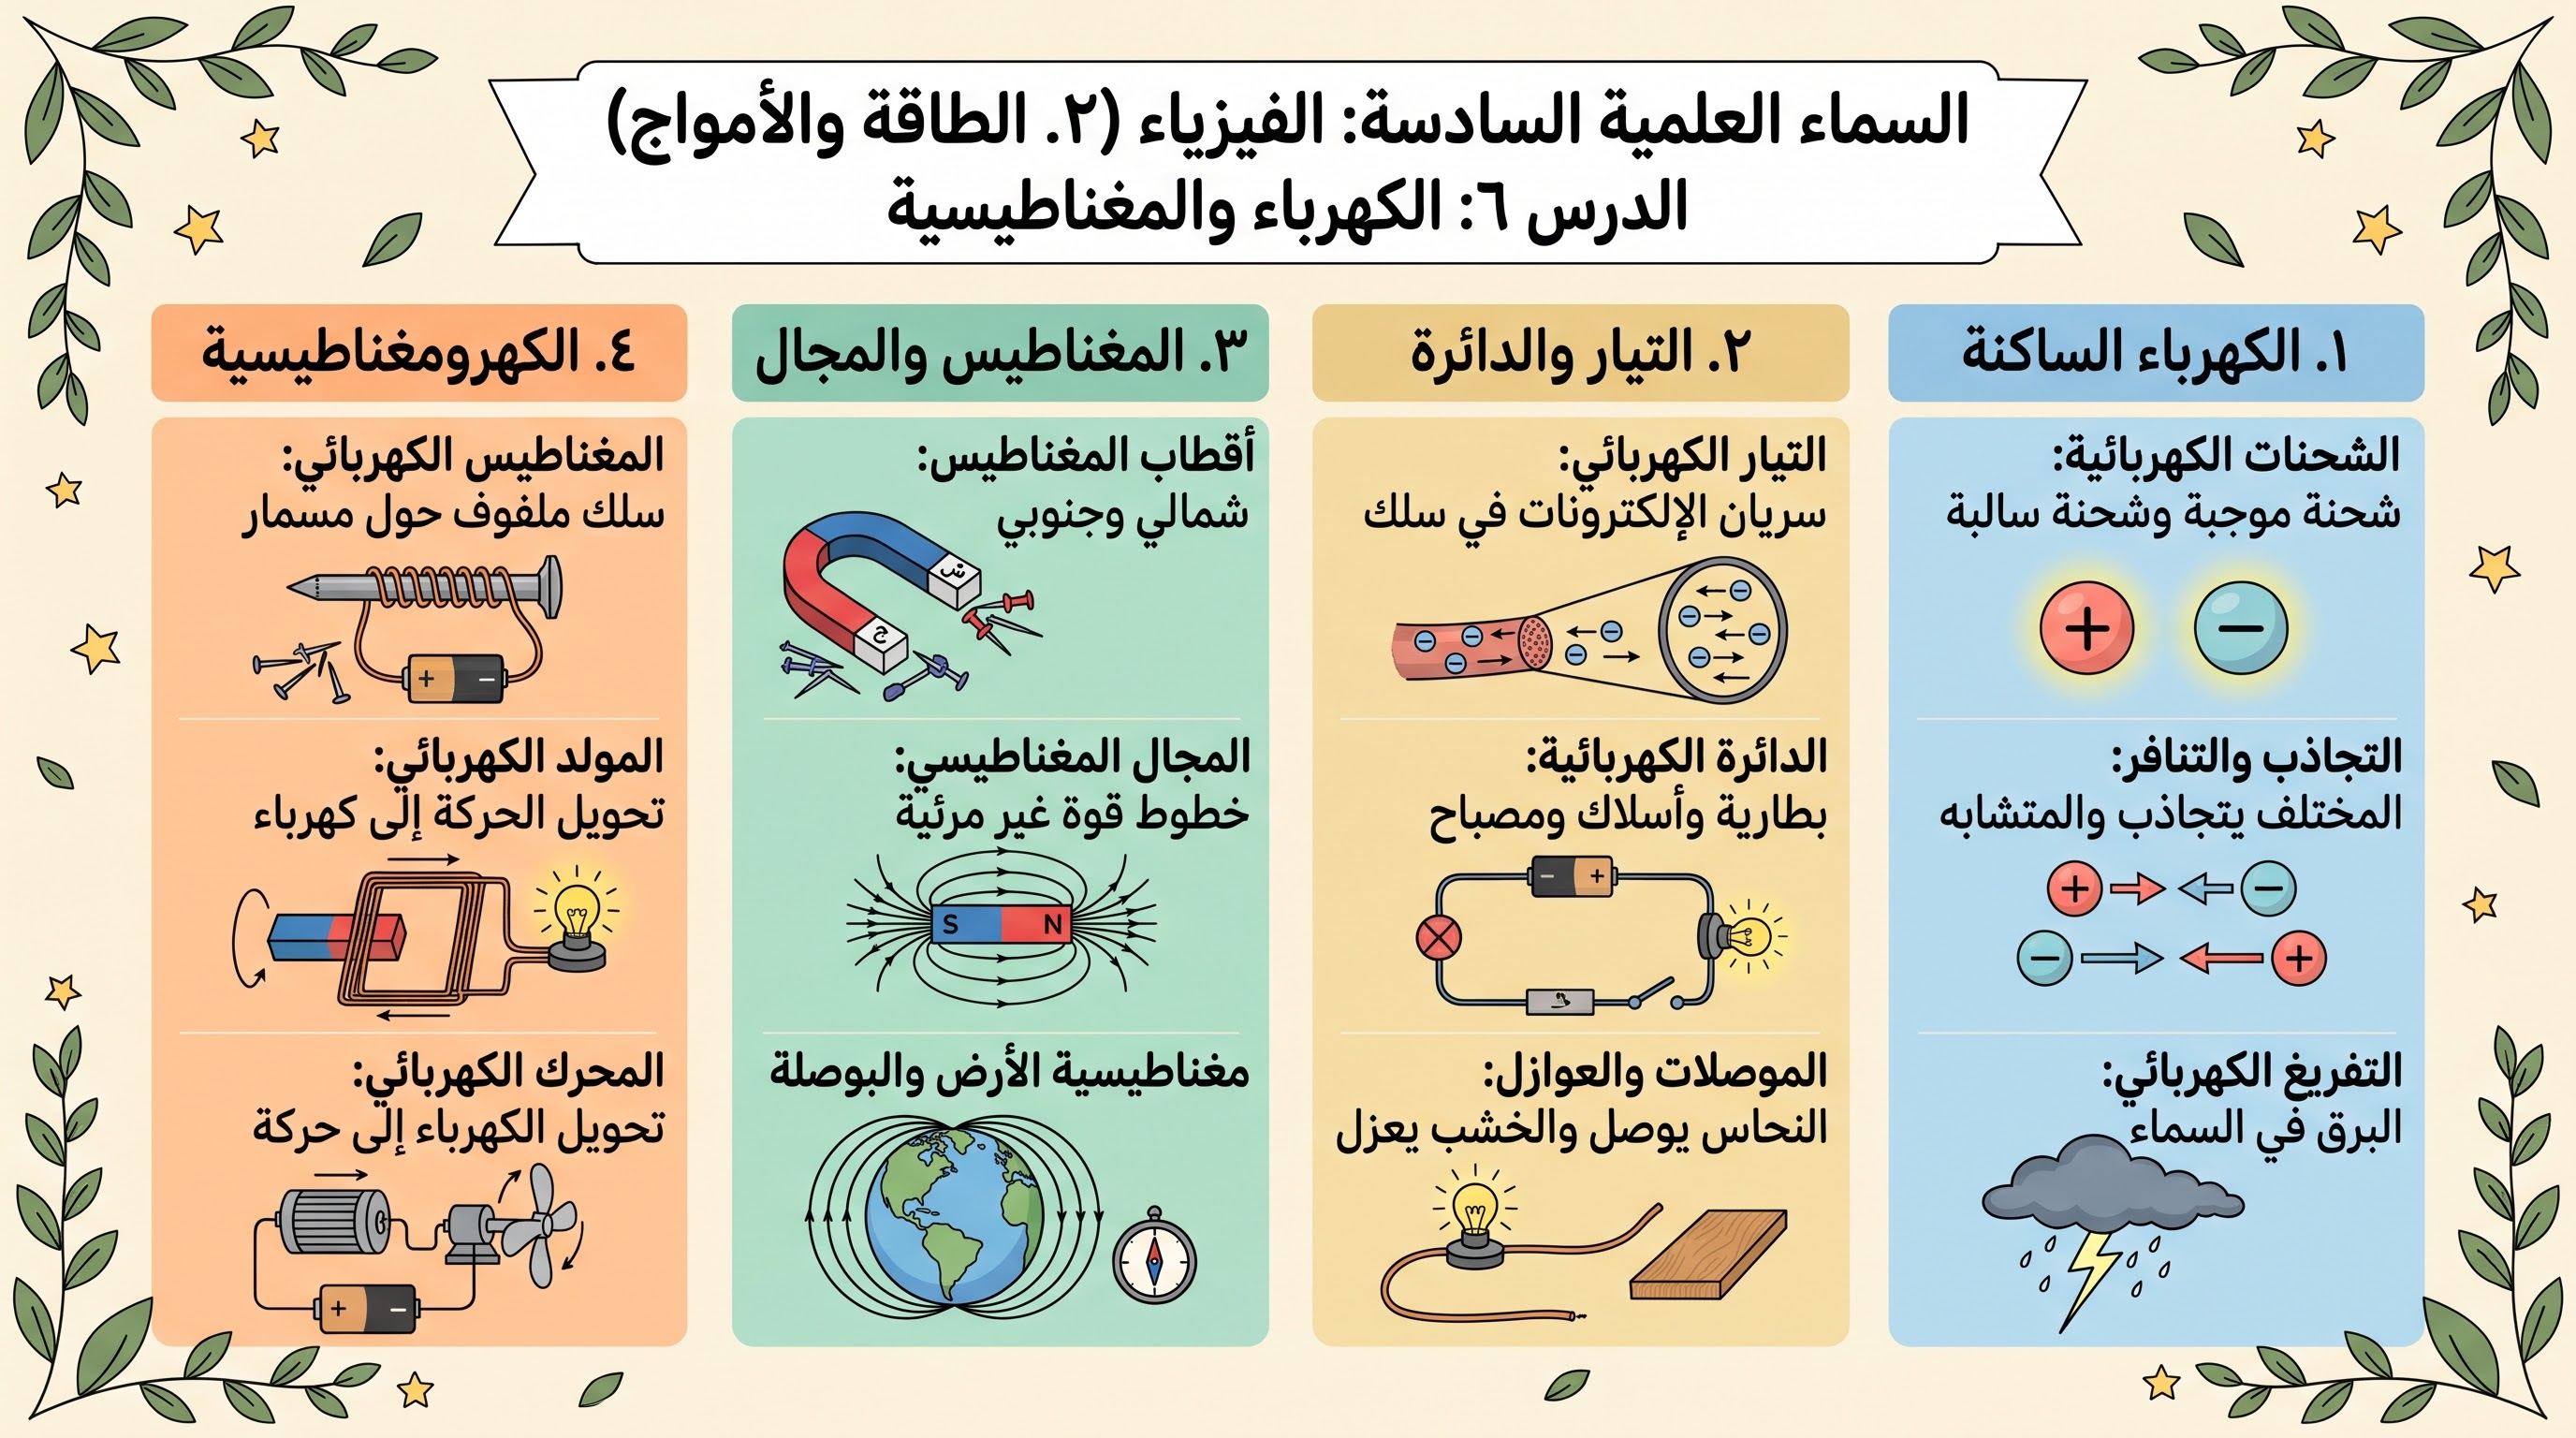 السماء العلمية السادسة: الفيزياء (٢. الطاقة والأمواج)
الدرس ٦: الكهرباء والمغناطيسية
١. الكهرباء الساكنة
الشحنات الكهربائية:
شحنة موجبة وشحنة سالبة
+ −
التجاذب والتنافر:
المختلف يتجاذب والمتشابه
+ −
− +
التفريغ الكهربائي:
البرق في السماء
٢. التيار والدائرة
التيار الكهربائي:
سريان الإلكترونات في سلك
الدائرة الكهربائية:
بطارية وأسلاك ومصباح
− +
الموصلات والعوازل:
النحاس يوصل والخشب يعزل
٣. المغناطيس والمجال
أقطاب المغناطيس:
شمالي وجنوبي
ش
ج
المجال المغناطيسي:
خطوط قوة غير مرئية
S N
مغناطيسية الأرض والبوصلة
٤. الكهرومغناطيسية
المغناطيس الكهربائي:
سلك ملفوف حول مسمار
+ −
المولد الكهربائي:
تحويل الحركة إلى كهرباء
المحرك الكهربائي:
تحويل الكهرباء إلى حركة
+ −